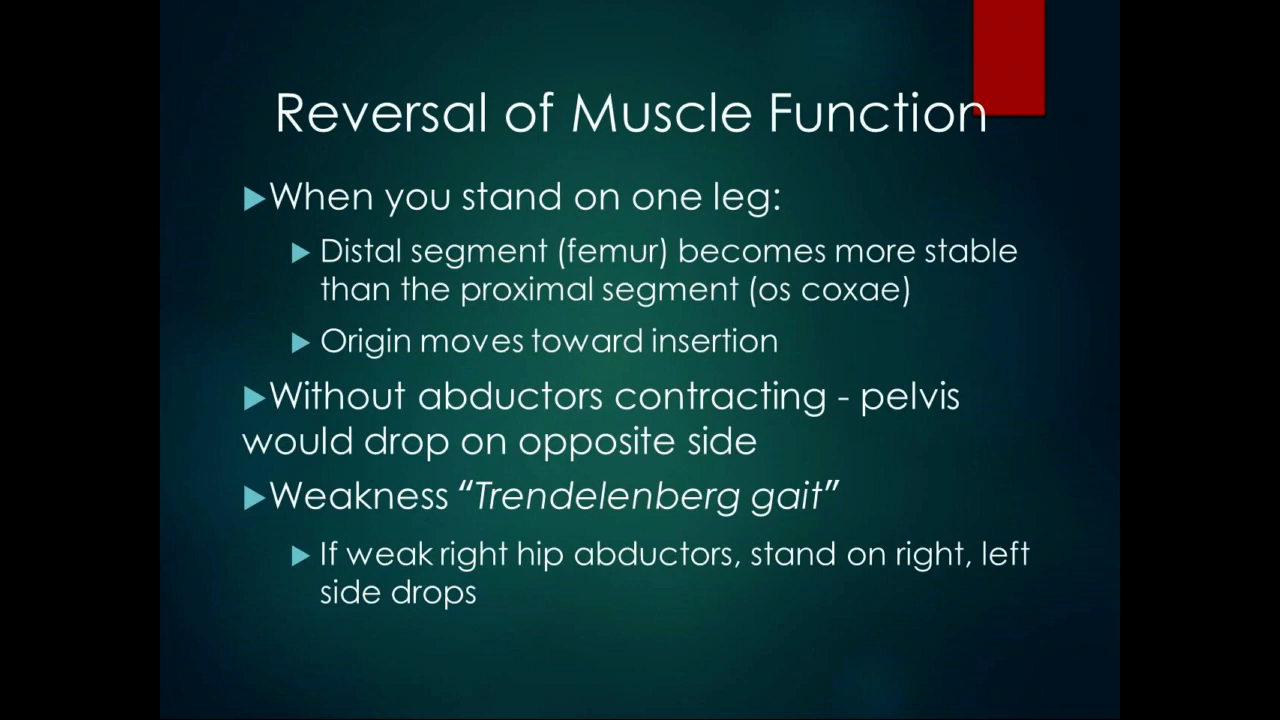 Reversal of Muscle Function
When you stand on one leg:
Distal segment (femur) becomes more stable
than the proximal segment (os coxae)
Origin moves toward insertion
Without abductors contracting - pelvis
would drop on opposite side
Weakness “Trendelenberg gait”
If weak right hip abductors, stand on right, left
side drops